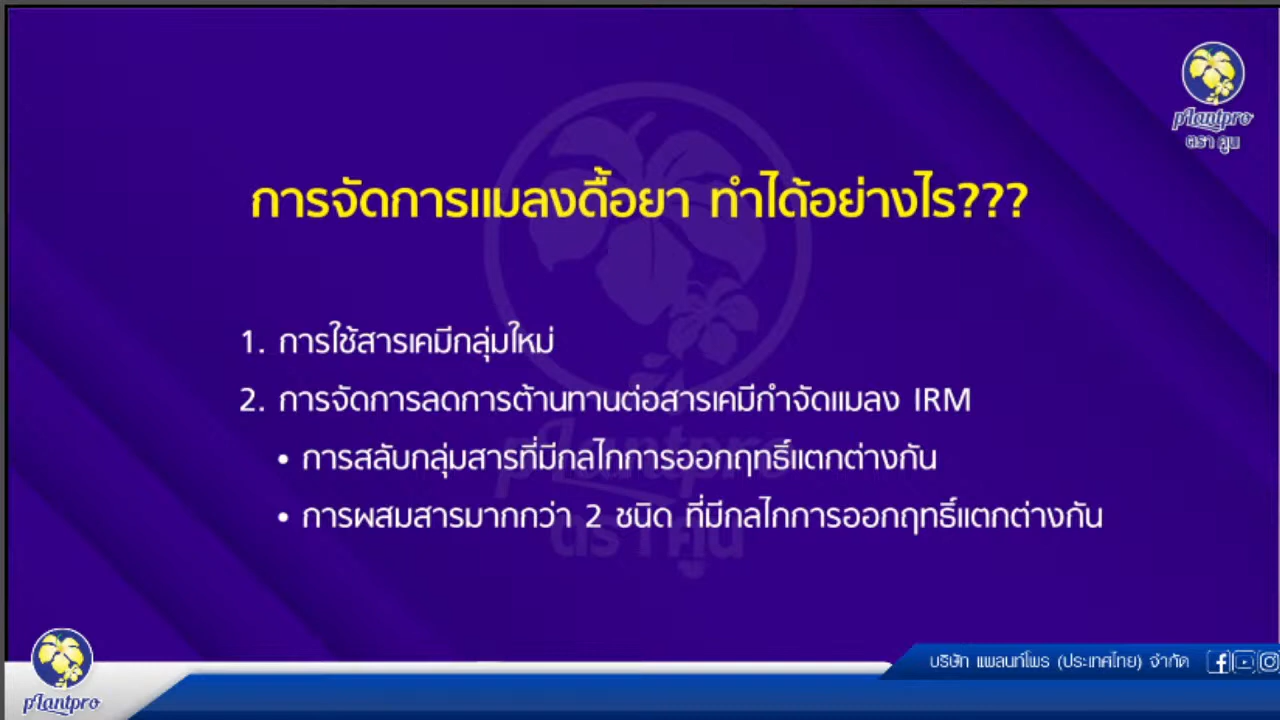 plantpro
ตรา คูน
การจัดการแมลงดื้อยา ทำได้อย่างไร???
1. การใช้สารเคมีกลุ่มใหม่
2. การจัดการลดการต้านทานต่อสารเคมีกำจัดแมลง IRM
• การสลับกลุ่มสารที่มีกลไกการออกฤทธิ์แตกต่างกัน
• การผสมสารมากกว่า 2 ชนิด ที่มีกลไกการออกฤทธิ์แตกต่างกัน
plantpro
ตรา คูน
บริษัท แพลนท์โพร (ประเทศไทย) จำกัด
plantpro